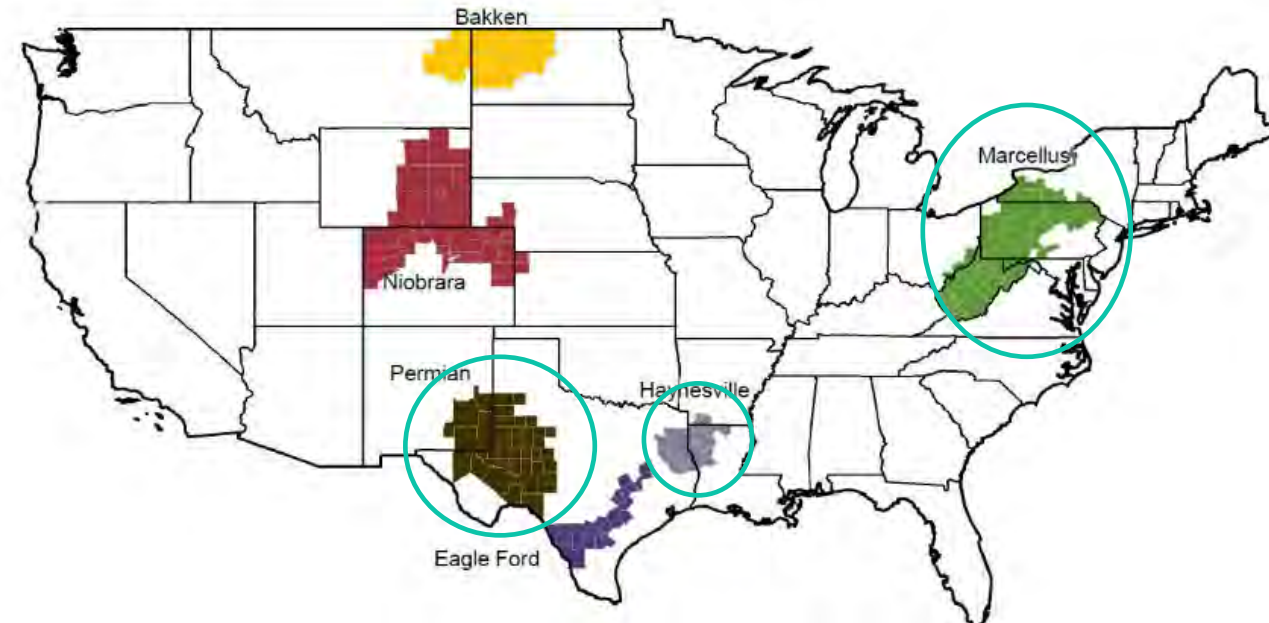 Bakken
Marcellus
Niobrara
Permian
Haynesville
Eagle Ford